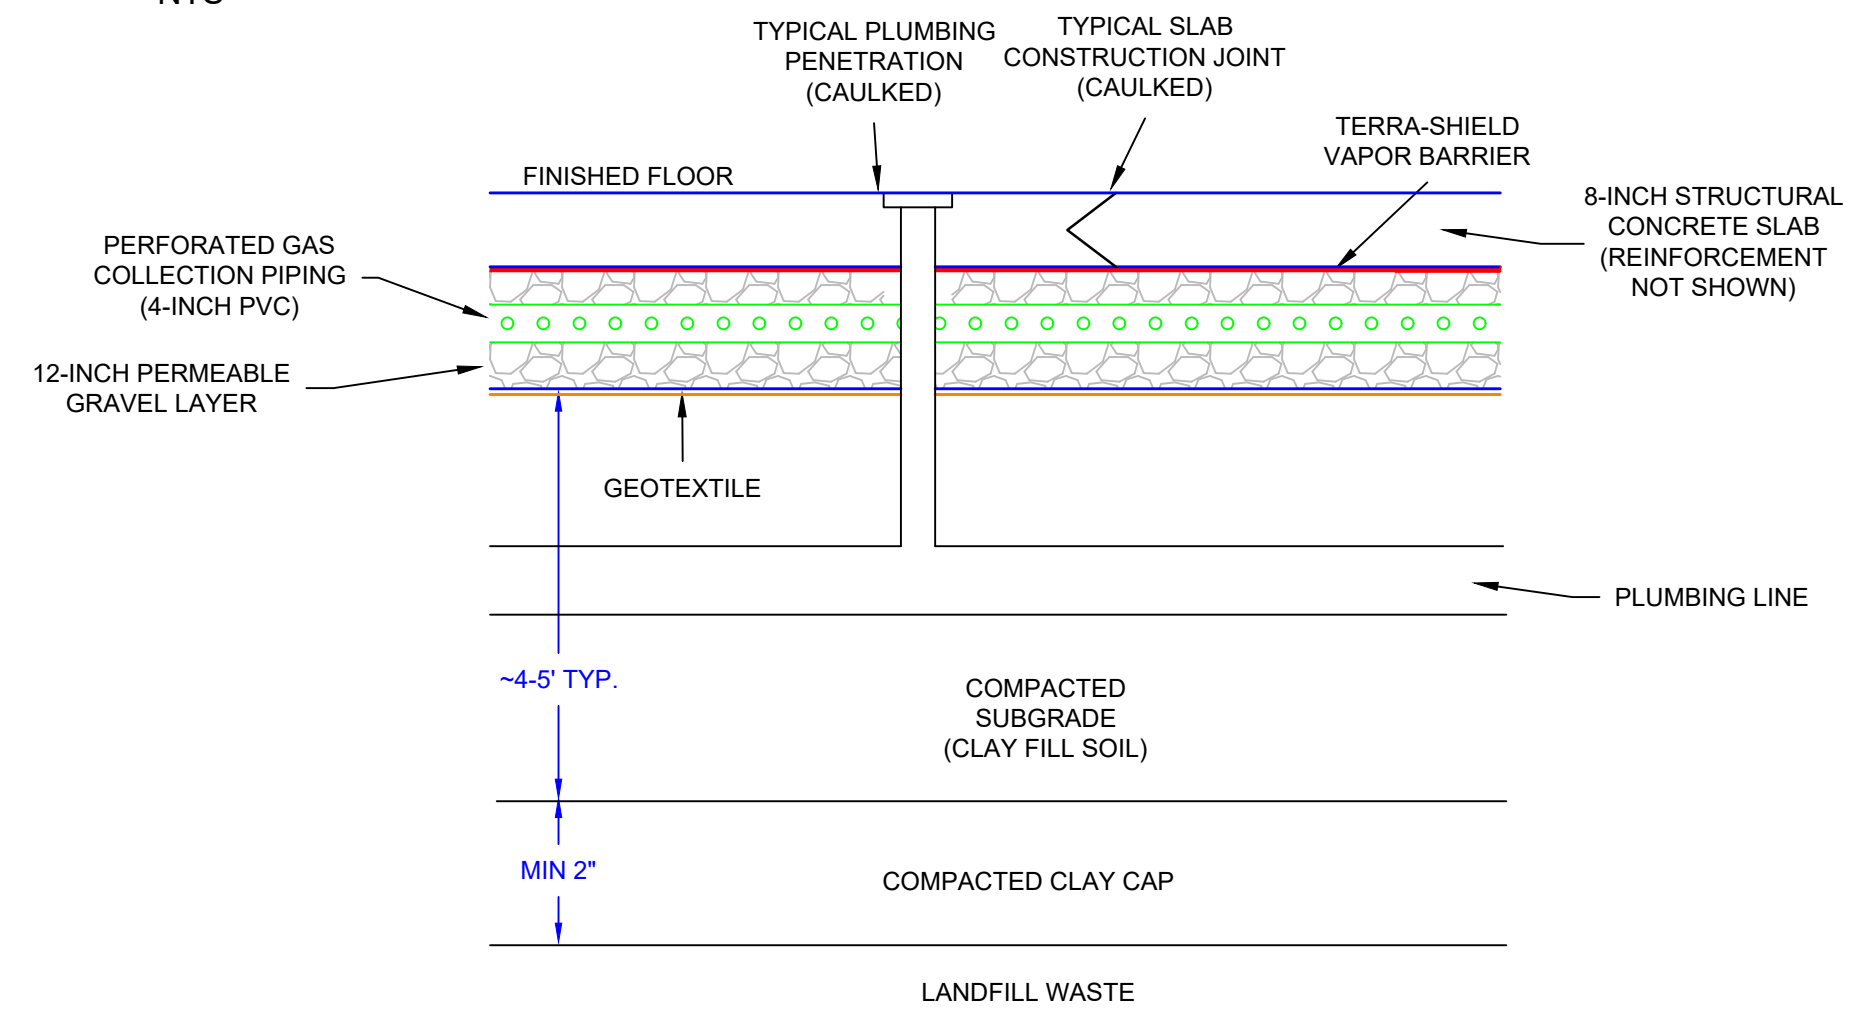 TYPICAL PLUMBING
PENETRATION
(CAULKED)
TYPICAL SLAB
CONSTRUCTION JOINT
(CAULKED)
TERRA-SHIELD
VAPOR BARRIER
FINISHED FLOOR
8-INCH STRUCTURAL
CONCRETE SLAB
(REINFORCEMENT
NOT SHOWN)
PERFORATED GAS
COLLECTION PIPING
(4-INCH PVC)
12-INCH PERMEABLE
GRAVEL LAYER
GEOTEXTILE
PLUMBING LINE
~4-5' TYP.
COMPACTED
SUBGRADE
(CLAY FILL SOIL)
MIN 2"
COMPACTED CLAY CAP
LANDFILL WASTE